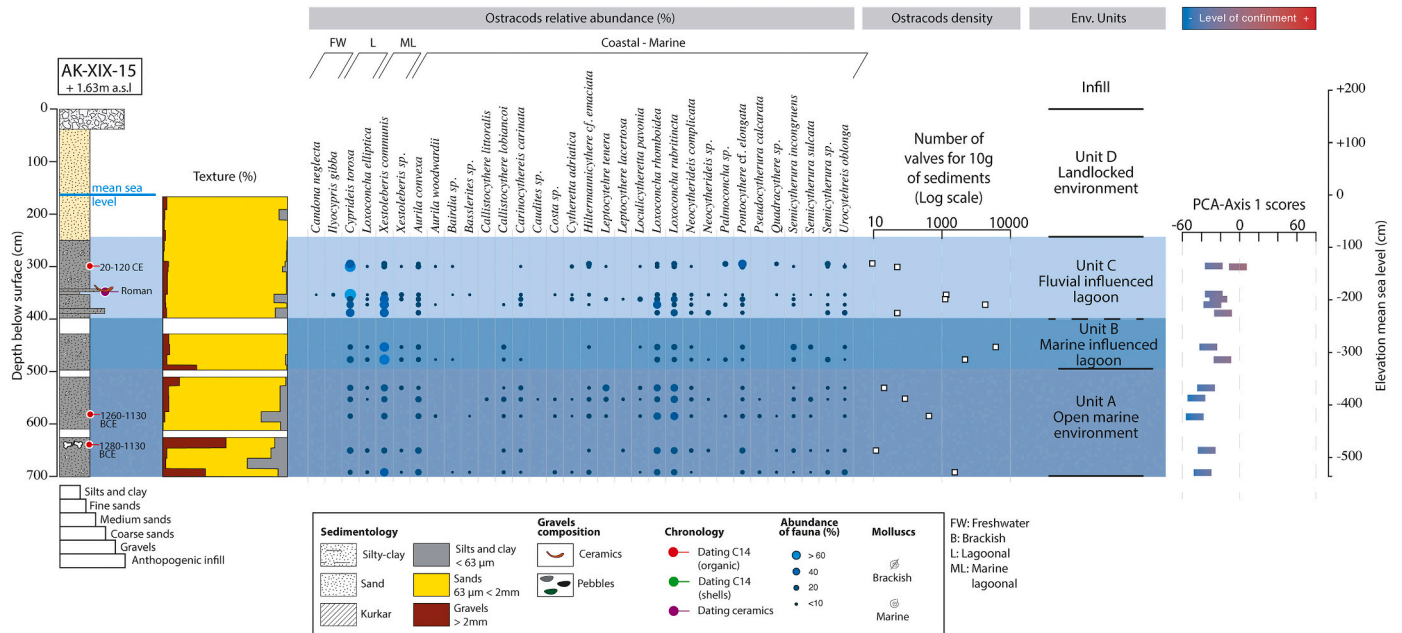 Ostracods relative abundance (%)
Ostracods density
Env. Units
- Level of confinment +
FW
L
ML
Coastal - Marine
AK-XIX-15
+ 1.63m a.s.l
Texture (%)
Candona neglecta
Ilyocypris gibba
Cyprideis torosa
Loxoconcha elliptica
Xestoleberis communis
Xestoleberis sp.
Aurila convexa
Aurila woodwardii
Bairdia sp.
Basslerites sp.
Callistocythere littoralis
Callistocythere lobiancoi
Carinocythereis carinata
Caudites sp.
Costa sp.
Cytheretta adriatica
Hiltermannicythere cf. emaciata
Leptocytehre tenera
Leptocythere lacertosa
Loculicytheretta pavonia
Loxoconcha rhomboidea
Loxoconcha rubritincta
Neocytherideis complicata
Neocytherideis sp.
Palmoconcha sp.
Pontocythere cf. elongata
Pseudocytherura calcarata
Quadracythere sp.
Semicytherura incongruens
Semicytherura sulcata
Semicytherura sp.
Urocythreis oblonga
Number of
valves for 10g
of sediments
(Log scale)
10
1000
100000
Infill
Unit D
Landlocked
environment
Unit C
Fluvial influenced
lagoon
Unit B
Marine influenced
lagoon
Unit A
Open marine
environment
PCA-Axis 1 scores
-60
0
60
Depth below surface (cm)
0
100
200
300
400
500
600
700
mean sea
level
20-120 CE
Roman
1260-1130
BCE
1280-1130
BCE
+200
+100
0
-100
-200
-300
-400
-500
Elevation mean sea level (cm)
Silts and clay
Fine sands
Medium sands
Coarse sands
Gravels
Anthopogenic infill
Sedimentology
Silty-clay
Sand
Kurkar
Silts and clay
< 63 µm
Sands
63 µm < 2mm
Gravels
> 2mm
Gravels
composition
Ceramics
Pebbles
Chronology
Dating C14
(organic)
Dating C14
(shells)
Dating ceramics
Abundance
of fauna (%)
> 60
40
20
<10
Molluscs
Brackish
Marine
FW: Freshwater
B: Brackish
L: Lagoonal
ML: Marine
lagoonal